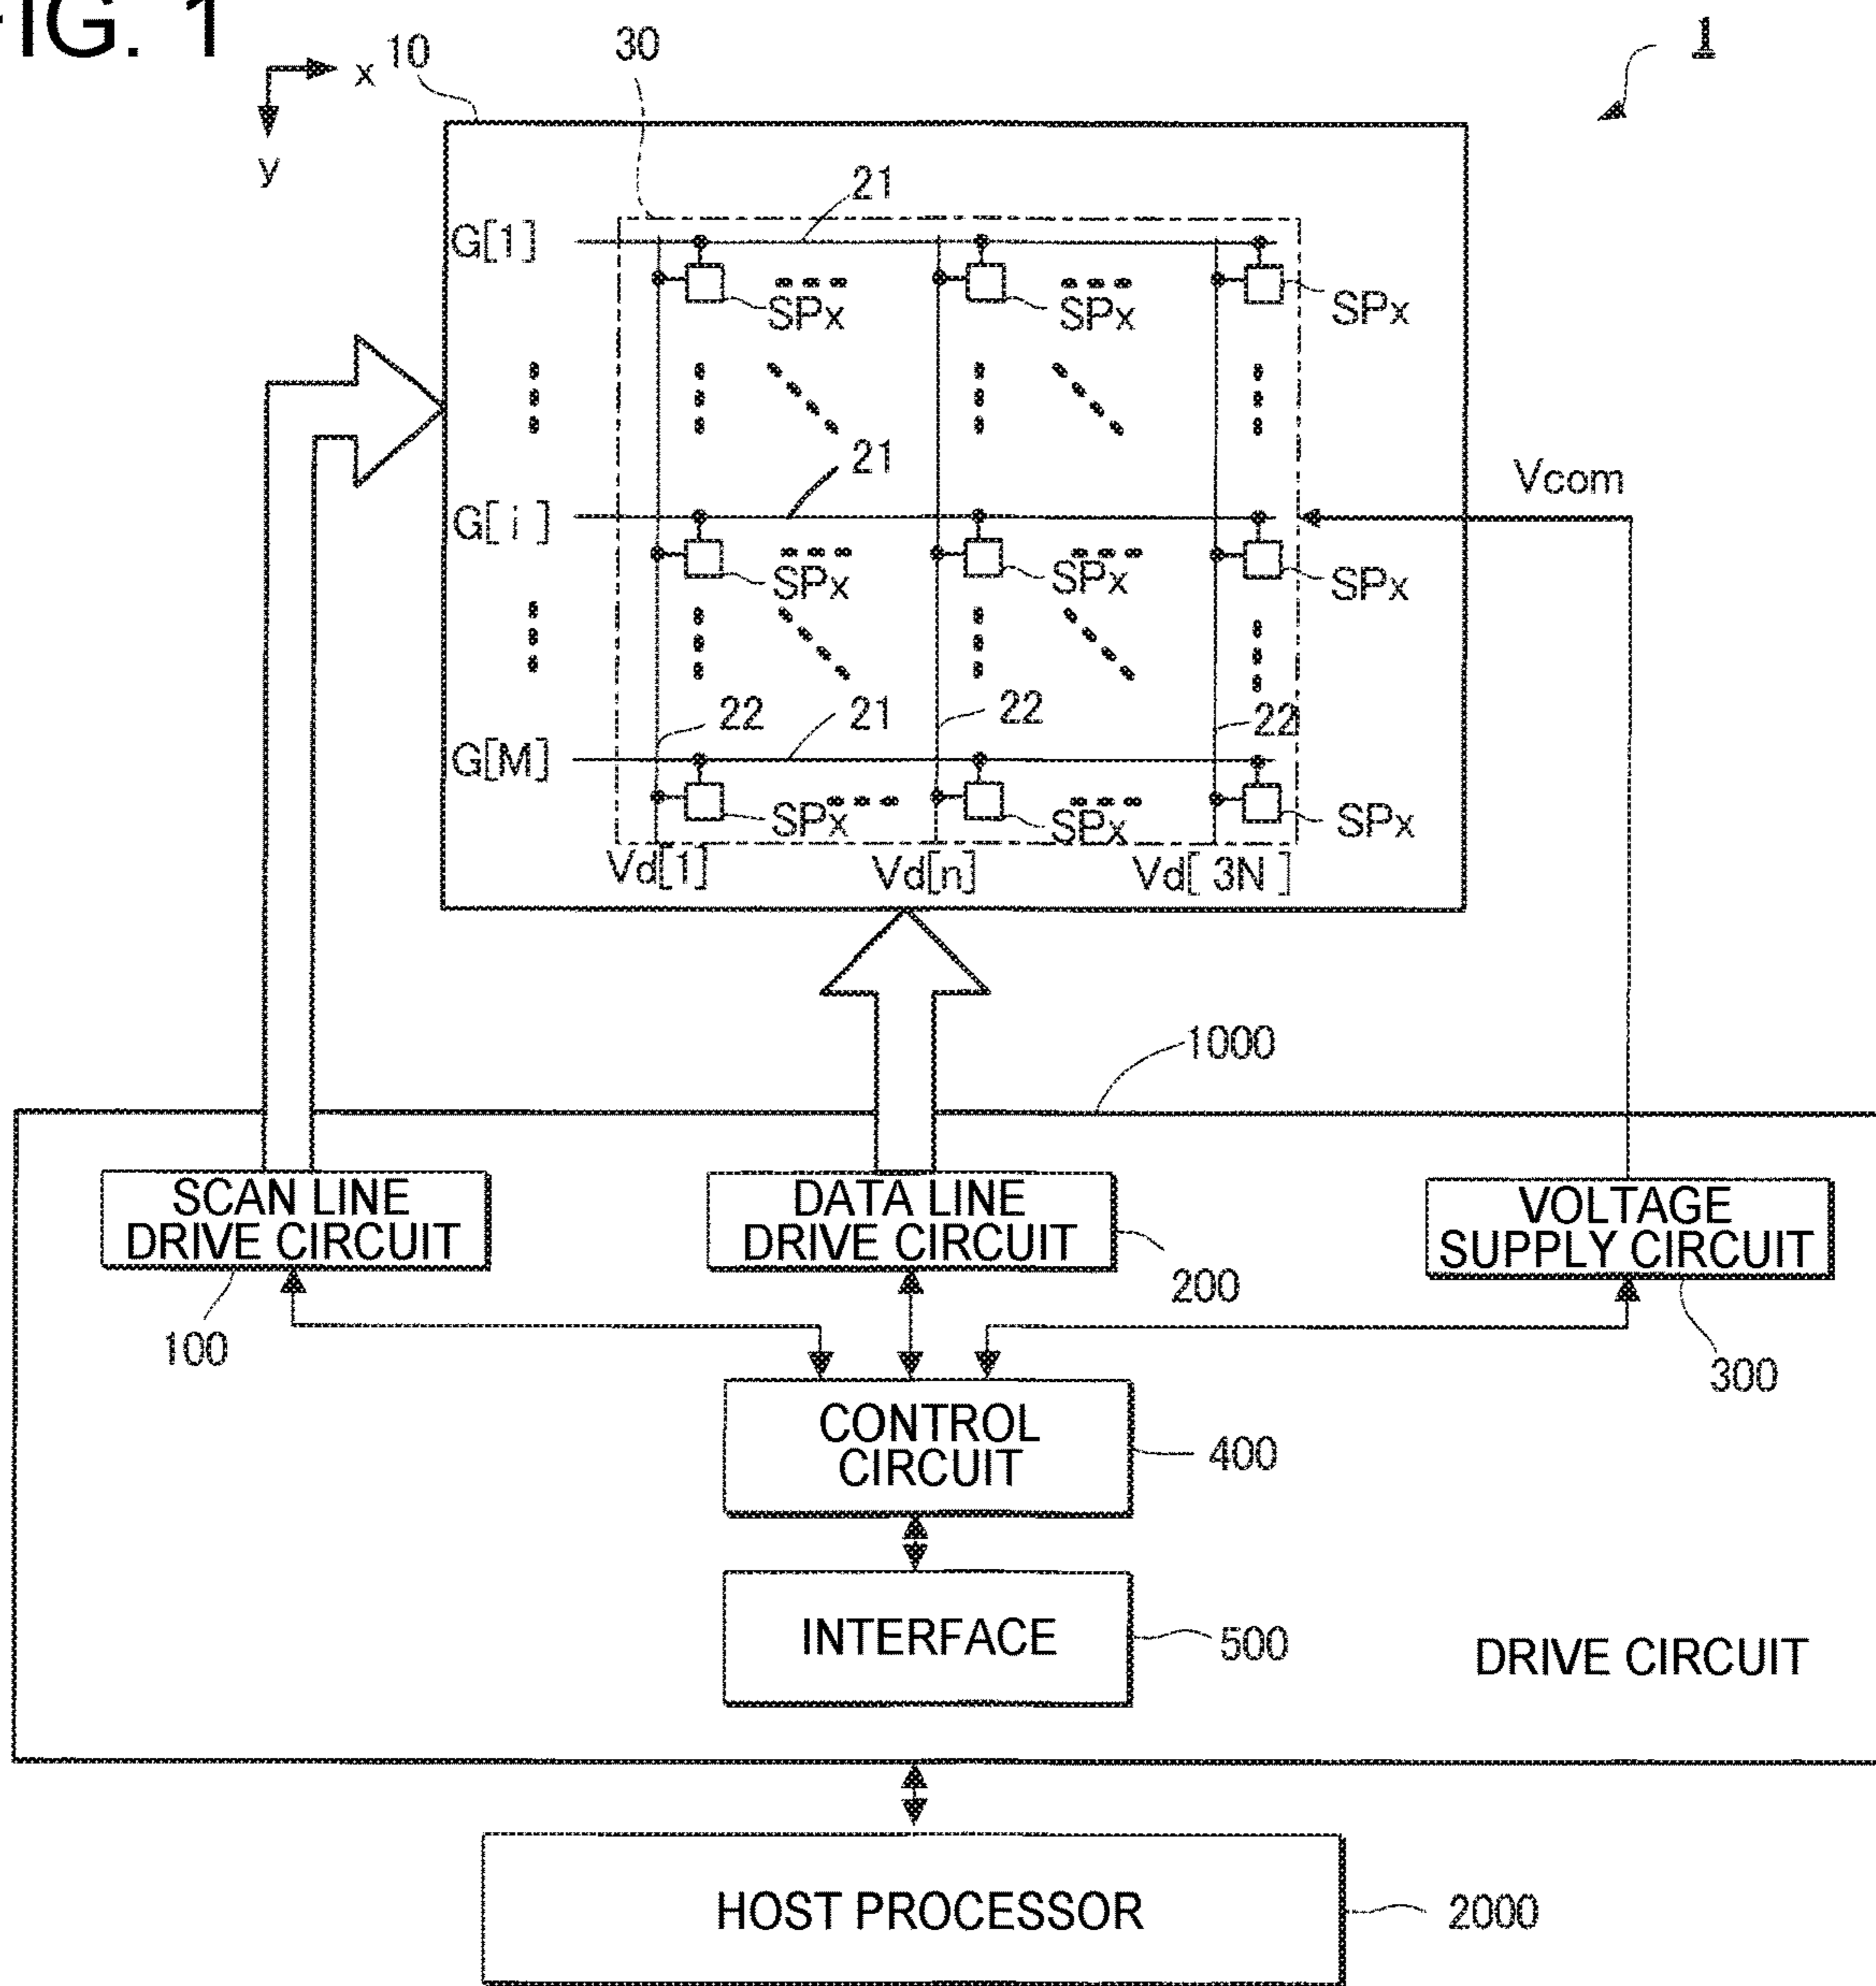 FIG. 1
1
x
y
10
30
21
G[1]
SPx
SPx
SPx
21
Vcom
G[i]
SPx
SPx
SPx
22
21
22
22
G[M]
SPx
SPx
SPx
Vd[1]
Vd[n]
Vd[3N]
1000
SCAN LINE
DRIVE CIRCUIT
DATA LINE
DRIVE CIRCUIT
VOLTAGE
SUPPLY CIRCUIT
100
200
300
CONTROL
CIRCUIT
400
INTERFACE
500
DRIVE CIRCUIT
HOST PROCESSOR
2000